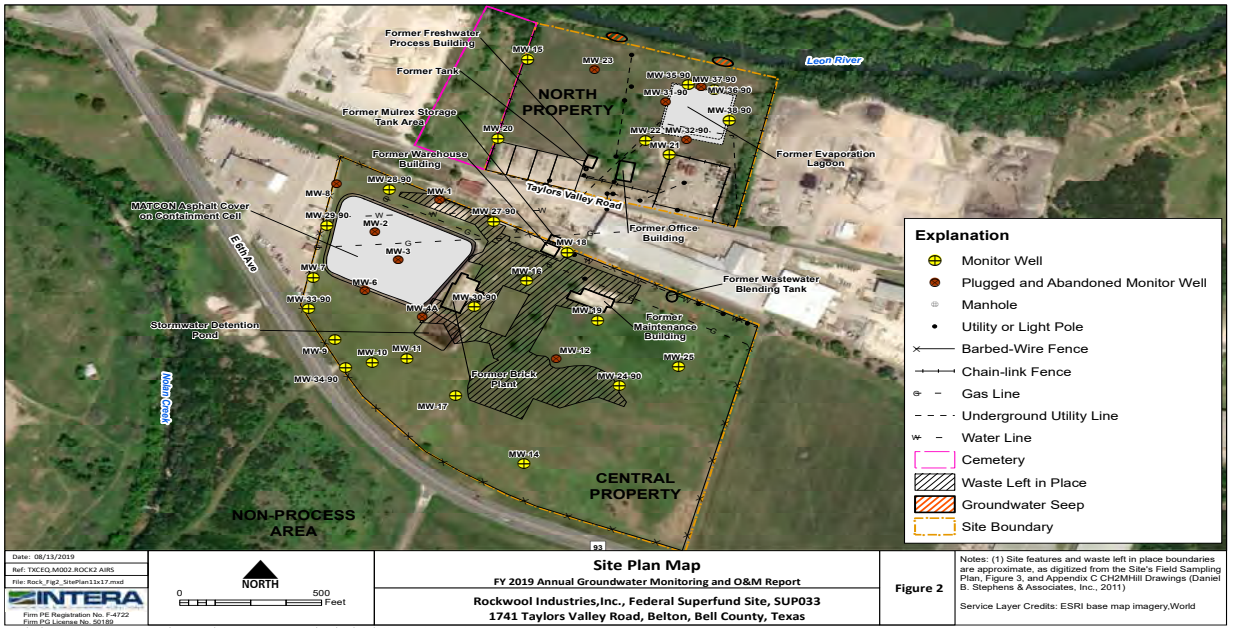 Former Freshwater
Process Building
MW-15
Leon River
Former Tank
MW-23
MW-35-90
MW-37-90
NORTH
PROPERTY
MW-31-90
MW-36-90
Former Mulrex Storage
Tank Area
MW-38-90
MW-20
MW-22
MW-32-90
MW-21
Former Warehouse
Building
Former Evaporation
Lagoon
MW-28-90
MW-8
MW-1
Taylors Valley Road
MATCON Asphalt Cover
on Containment Cell
MW-29-90
W
W
MW-27-90
W
MW-2
Former Office
Building
E 6th Ave
G
G
MW-18
MW-3
MW-7
MW-16
Former Wastewater
Blending Tank
MW-6
MW-33-90
MW-30-90
MW-4A
MW-19
Former
Maintenance
Building
G
Stormwater Detention
Pond
MW-9
MW-10
MW-11
MW-12
MW-25
Former Brick
Plant
MW-34-90
MW-24-90
Nolan Creek
MW-17
MW-14
CENTRAL
PROPERTY
NON-PROCESS
AREA
93
Explanation
Monitor Well
Plugged and Abandoned Monitor Well
Manhole
Utility or Light Pole
Barbed-Wire Fence
Chain-link Fence
G Gas Line
Underground Utility Line
W Water Line
Cemetery
Waste Left in Place
Groundwater Seep
Site Boundary
Date: 08/13/2019
Ref: TXCEQ.M002.ROCK2 AIRS
File: Rock_Fig2_SitePlan11x17.mxd
INTERA
Firm PE Registration No. F-4722
Firm PG License No. 50189
NORTH
0 500
Feet
Site Plan Map
FY 2019 Annual Groundwater Monitoring and O&M Report
Rockwool Industries,Inc., Federal Superfund Site, SUP033
1741 Taylors Valley Road, Belton, Bell County, Texas
Figure 2
Notes: (1) Site features and waste left in place boundaries
are approximate, as digitized from the Site's Field Sampling
Plan, Figure 3, and Appendix C CH2MHill Drawings (Daniel
B. Stephens & Associates, Inc., 2011)
Service Layer Credits: ESRI base map imagery,World